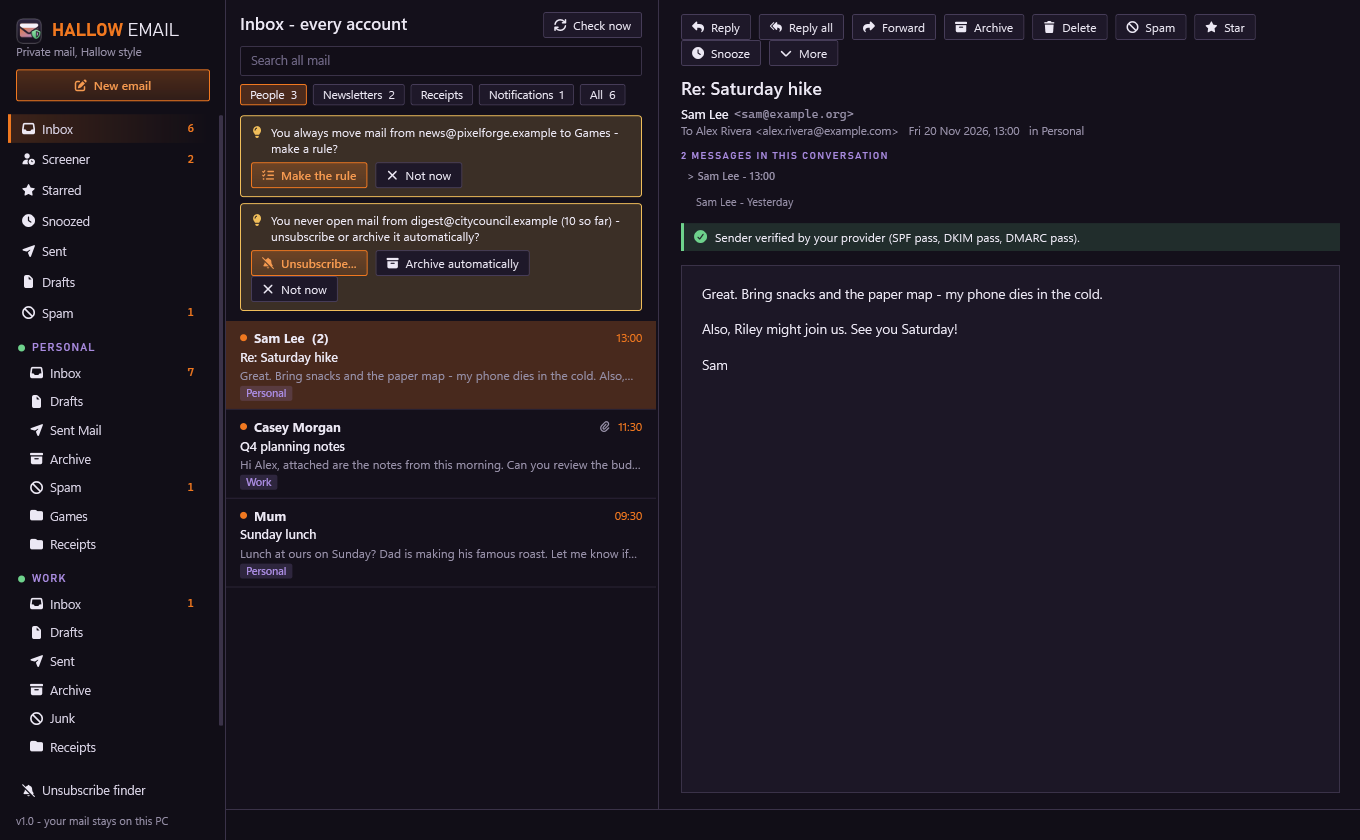 HALLOW EMAIL
Private mail, Hallow style
New email
Inbox 6
Screener 2
Starred
Snoozed
Sent
Drafts
Spam 1
PERSONAL
Inbox 7
Drafts
Sent Mail
Archive
Spam 1
Games
Receipts
WORK
Inbox 1
Drafts
Sent
Archive
Junk
Receipts
Unsubscribe finder
v1.0 - your mail stays on this PC
Inbox - every account
Check now
Search all mail
People 3 Newsletters 2 Receipts Notifications 1 All 6
You always move mail from news@pixelforge.example to Games -
make a rule?
Make the rule Not now
You never open mail from digest@citycouncil.example (10 so far) -
unsubscribe or archive it automatically?
Unsubscribe... Archive automatically
Not now
Sam Lee (2) 13:00
Re: Saturday hike
Great. Bring snacks and the paper map - my phone dies in the cold. Also,...
Personal
Casey Morgan 11:30
Q4 planning notes
Hi Alex, attached are the notes from this morning. Can you review the bud...
Work
Mum 09:30
Sunday lunch
Lunch at ours on Sunday? Dad is making his famous roast. Let me know if...
Personal
Reply Reply all Forward Archive Delete Spam Star
Snooze More
Re: Saturday hike
Sam Lee <sam@example.org>
To Alex Rivera <alex.rivera@example.com> Fri 20 Nov 2026, 13:00 in Personal
2 MESSAGES IN THIS CONVERSATION
> Sam Lee - 13:00
Sam Lee - Yesterday
Sender verified by your provider (SPF pass, DKIM pass, DMARC pass).
Great. Bring snacks and the paper map - my phone dies in the cold.
Also, Riley might join us. See you Saturday!
Sam